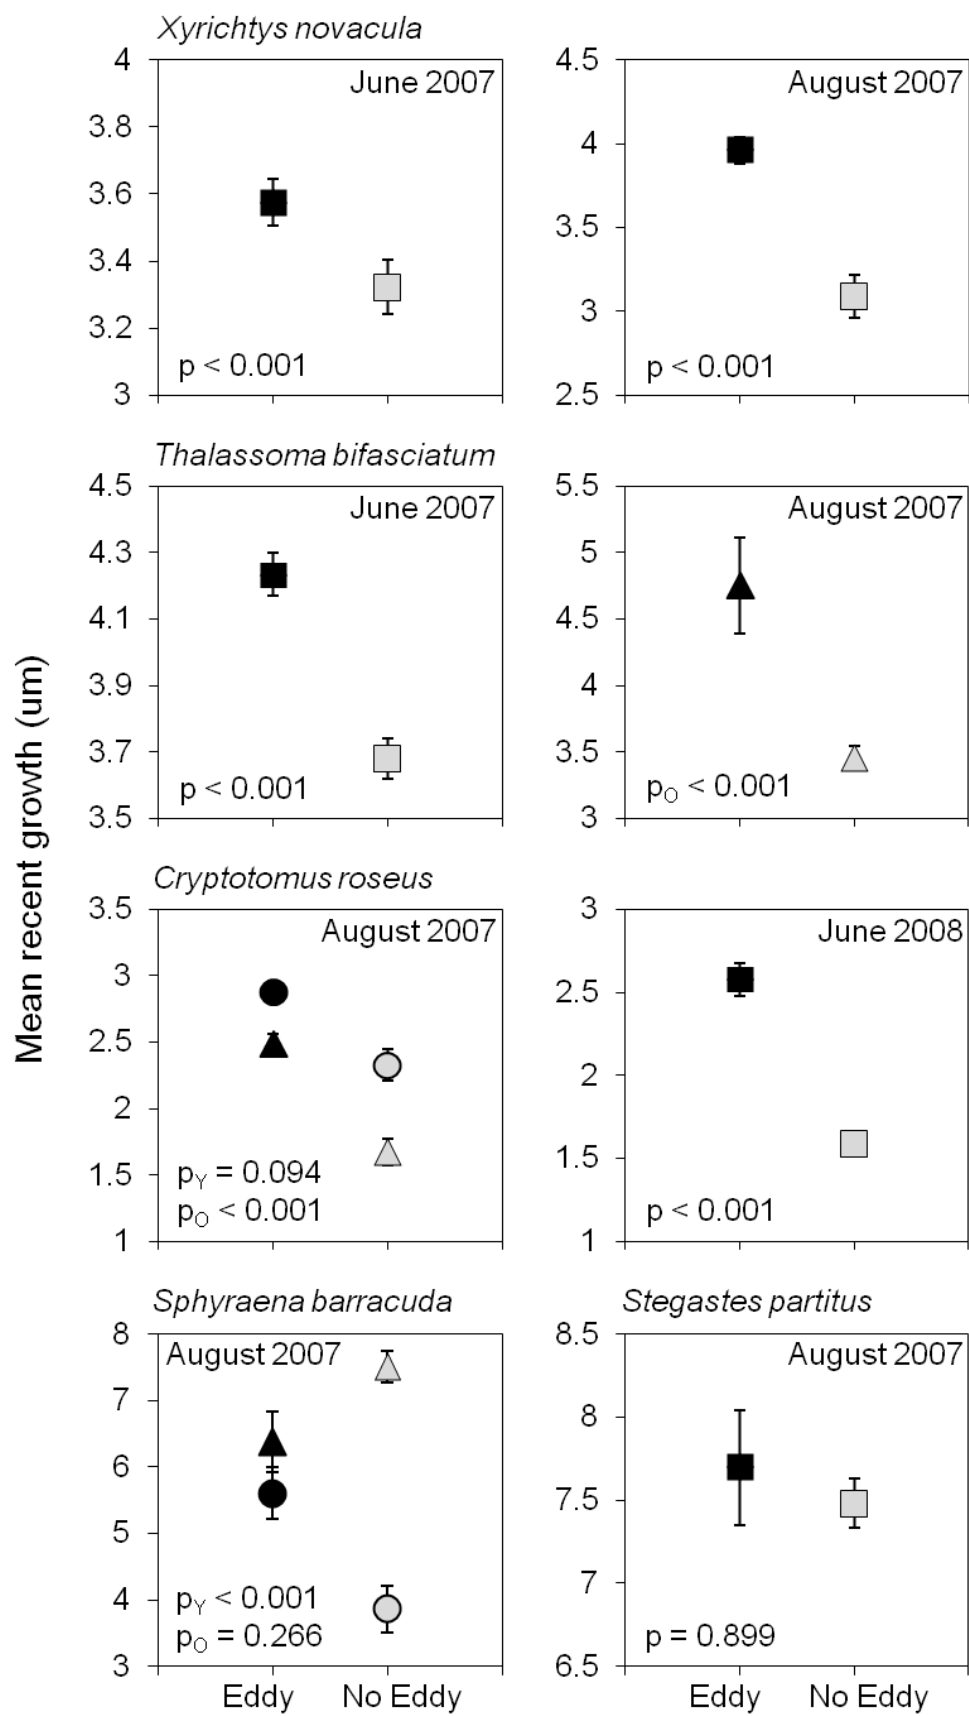 Mean recent growth (um)
Xyrichtys novacula
June 2007
4
3.8
3.6
3.4
3.2
3
p < 0.001
August 2007
4.5
4
3.5
3
2.5
p < 0.001
Thalassoma bifasciatum
June 2007
4.5
4.3
4.1
3.9
3.7
3.5
p < 0.001
August 2007
5.5
5
4.5
4
3.5
3
pO < 0.001
Cryptotomus roseus
August 2007
3.5
3
2.5
2
1.5
1
pY = 0.094
pO < 0.001
June 2008
3
2.5
2
1.5
1
p < 0.001
Sphyraena barracuda
August 2007
8
7
6
5
4
3
pY < 0.001
pO = 0.266
Eddy No Eddy
Stegastes partitus
August 2007
8.5
8
7.5
7
6.5
p = 0.899
Eddy No Eddy